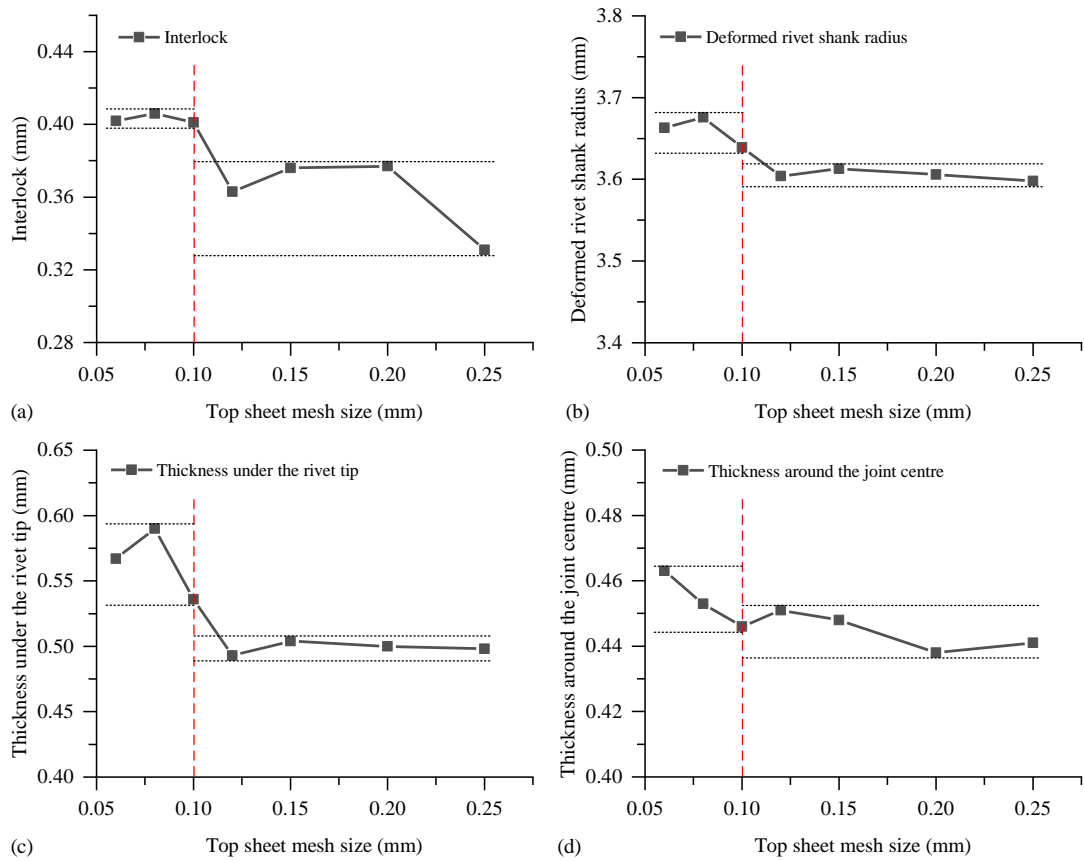 0.44
0.40
0.36
0.32
0.28
Interlock (mm)
Interlock
0.05 0.10 0.15 0.20 0.25
Top sheet mesh size (mm)
(a)
3.8
3.7
3.6
3.5
3.4
Deformed rivet shank radius (mm)
Deformed rivet shank radius
0.05 0.10 0.15 0.20 0.25
Top sheet mesh size (mm)
(b)
0.65
0.60
0.55
0.50
0.45
0.40
Thickness under the rivet tip (mm)
Thickness under the rivet tip
0.05 0.10 0.15 0.20 0.25
Top sheet mesh size (mm)
(c)
0.50
0.48
0.46
0.44
0.42
0.40
Thickness around the joint centre (mm)
Thickness around the joint centre
0.05 0.10 0.15 0.20 0.25
Top sheet mesh size (mm)
(d)